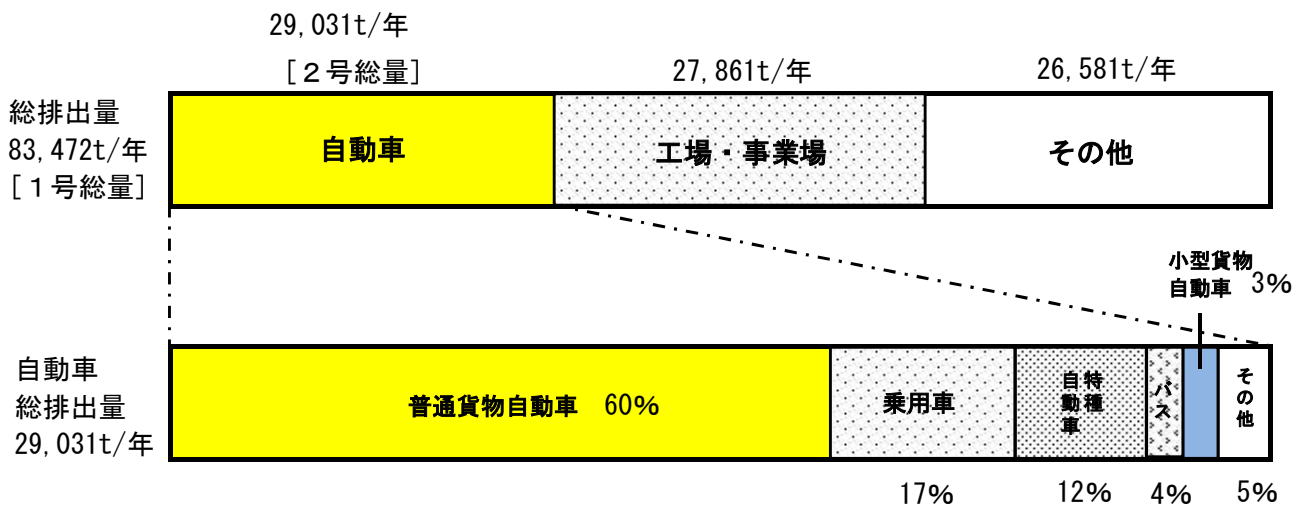 29,031t/年
[２号総量]
27,861t/年
26,581t/年
総排出量
83,472t/年
[１号総量]
自動車
工場・事業場
その他
小型貨物
自動車 3%
自動車
総排出量
29,031t/年
普通貨物自動車 60%
乗用車
特種
自動車
バス
その他
17%
12%
4%
5%